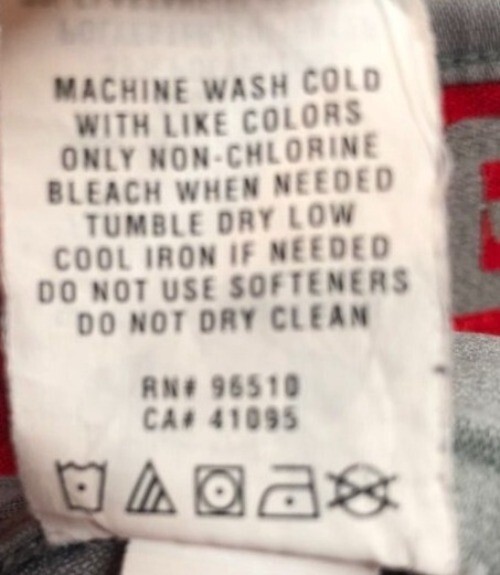 MACHINE WASH COLD
WITH LIKE COLORS
ONLY NON-CHLORINE
BLEACH WHEN NEEDED
TUMBLE DRY LOW
COOL IRON IF NEEDED
DO NOT USE SOFTENERS
DO NOT DRY CLEAN
RN# 96510
CA# 41095